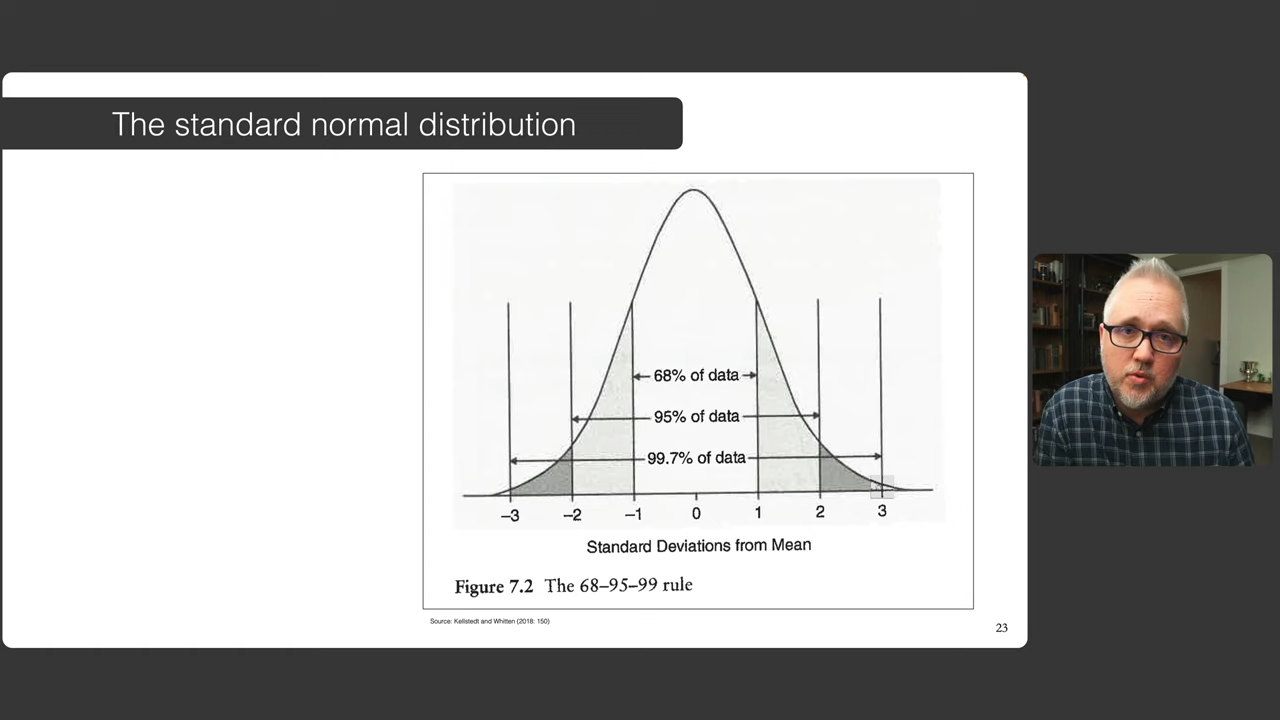 The standard normal distribution
68% of data
95% of data
99.7% of data
–3 –2 –1 0 1 2 3
Standard Deviations from Mean
Figure 7.2 The 68–95–99 rule
Source: Kellstedt and Whitten (2018: 150)
23